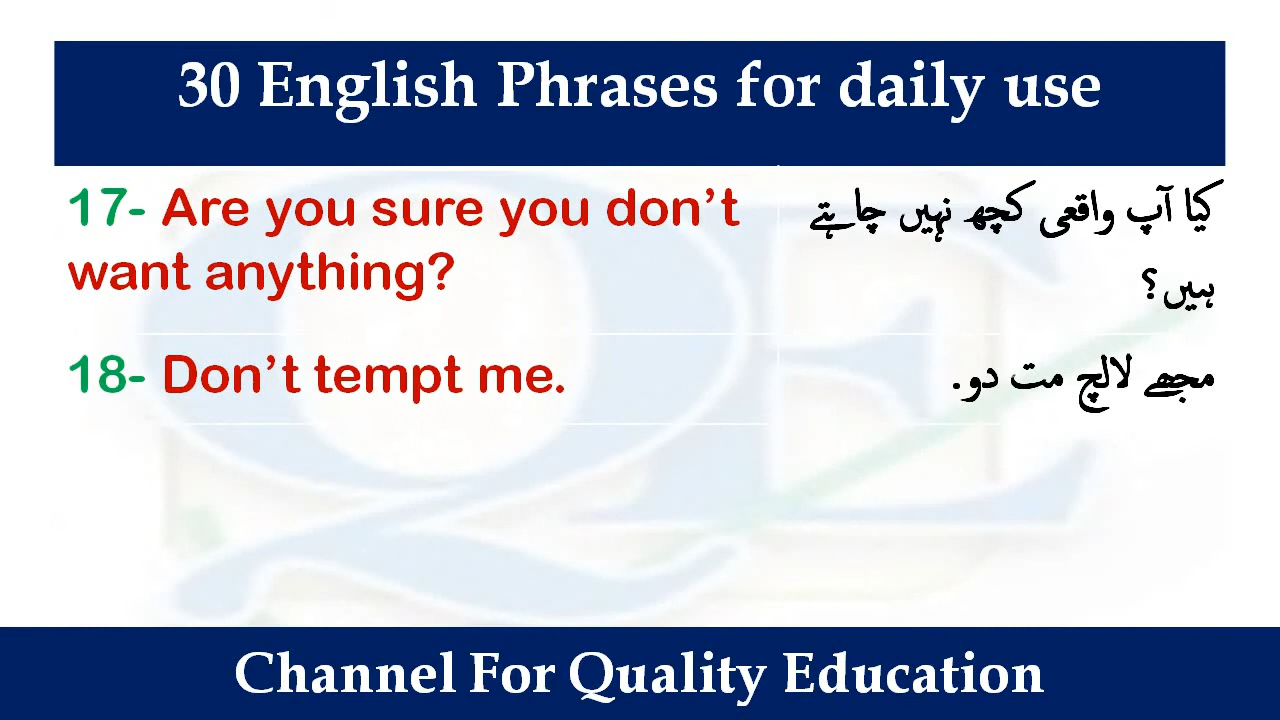 30 English Phrases for daily use
17- Are you sure you don’t
want anything?
کیا آپ واقعی کچھ نہیں چاہتے
ہیں؟
18- Don’t tempt me.
مجھے لالچ مت دو.
Channel For Quality Education